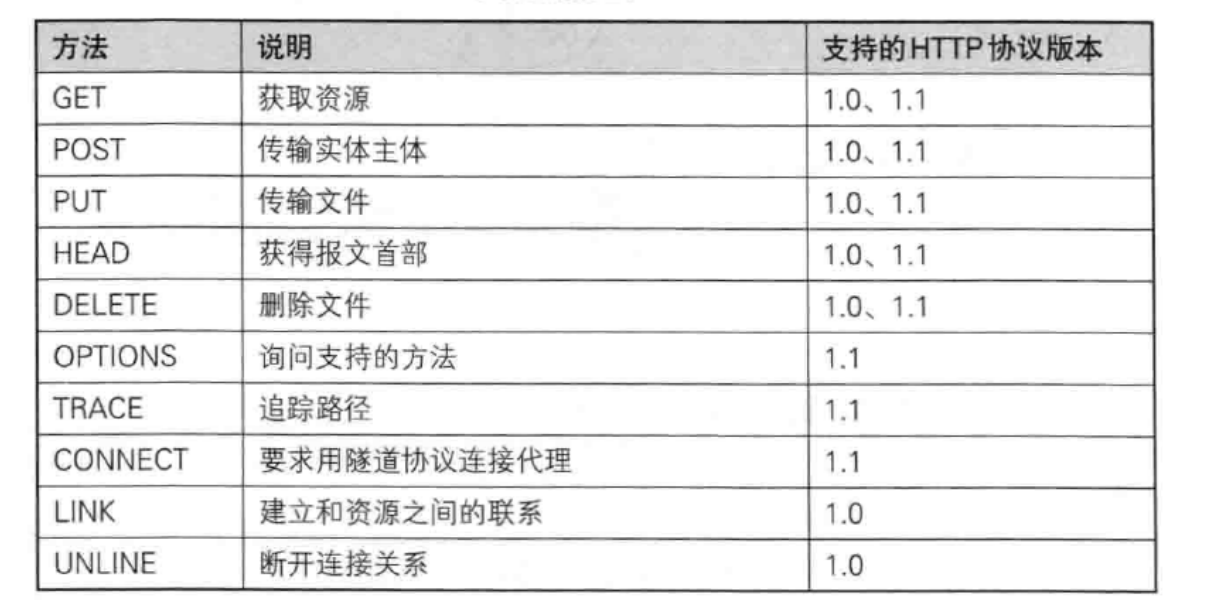 方法 说明 支持的HTTP协议版本
GET 获取资源 1.0、1.1
POST 传输实体主体 1.0、1.1
PUT 传输文件 1.0、1.1
HEAD 获得报文首部 1.0、1.1
DELETE 删除文件 1.0、1.1
OPTIONS 询问支持的方法 1.1
TRACE 追踪路径 1.1
CONNECT 要求用隧道协议连接代理 1.1
LINK 建立和资源之间的联系 1.0
UNLINE 断开连接关系 1.0